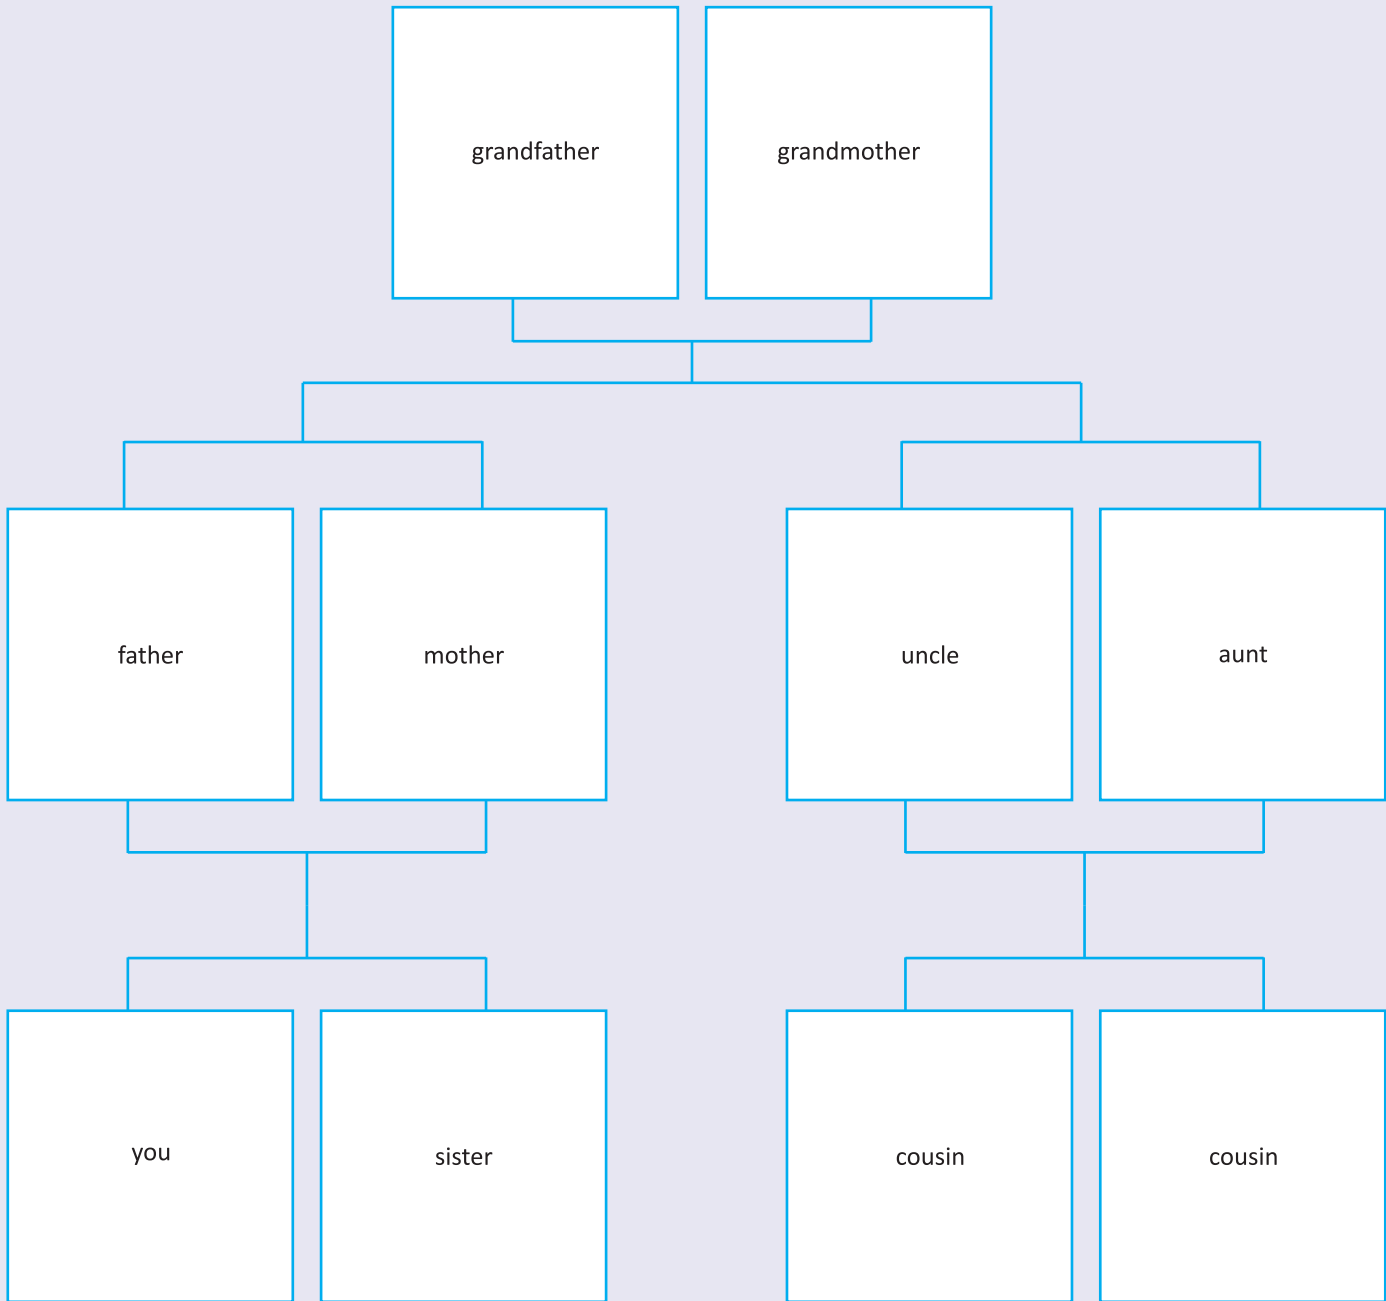 grandfather
grandmother
father
mother
uncle
aunt
you
sister
cousin
cousin